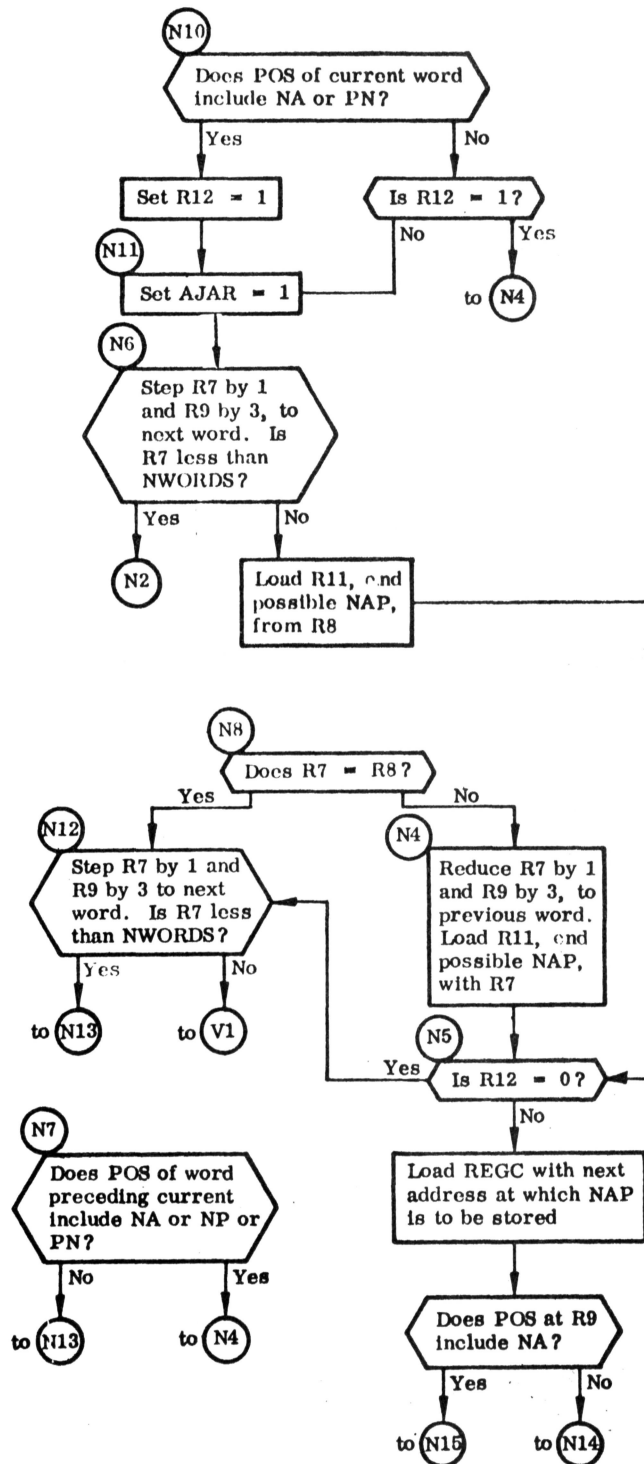 N10
Does POS of current word
include NA or PN?
Yes
No
Set R12 = 1
Is R12 = 1?
N11
No
Yes
Set AJAR = 1
to N4
N6
Step R7 by 1
and R9 by 3, to
next word. Is
R7 less than
NWORDS?
Yes
No
N2
Load R11, end
possible NAP,
from R8
N8
Does R7 = R8?
Yes
No
N12
N4
Step R7 by 1 and
R9 by 3 to next
word. Is R7 less
than NWORDS?
Reduce R7 by 1
and R9 by 3, to
previous word.
Load R11, end
possible NAP,
with R7
Yes
No
to N13
to V1
N5
Yes
Is R12 = 0?
No
N7
Does POS of word
preceding current
include NA or NP or
PN?
Load REGC with next
address at which NAP
is to be stored
No
Yes
to N13
to N4
Does POS at R9
include NA?
Yes
No
to N15
to N14